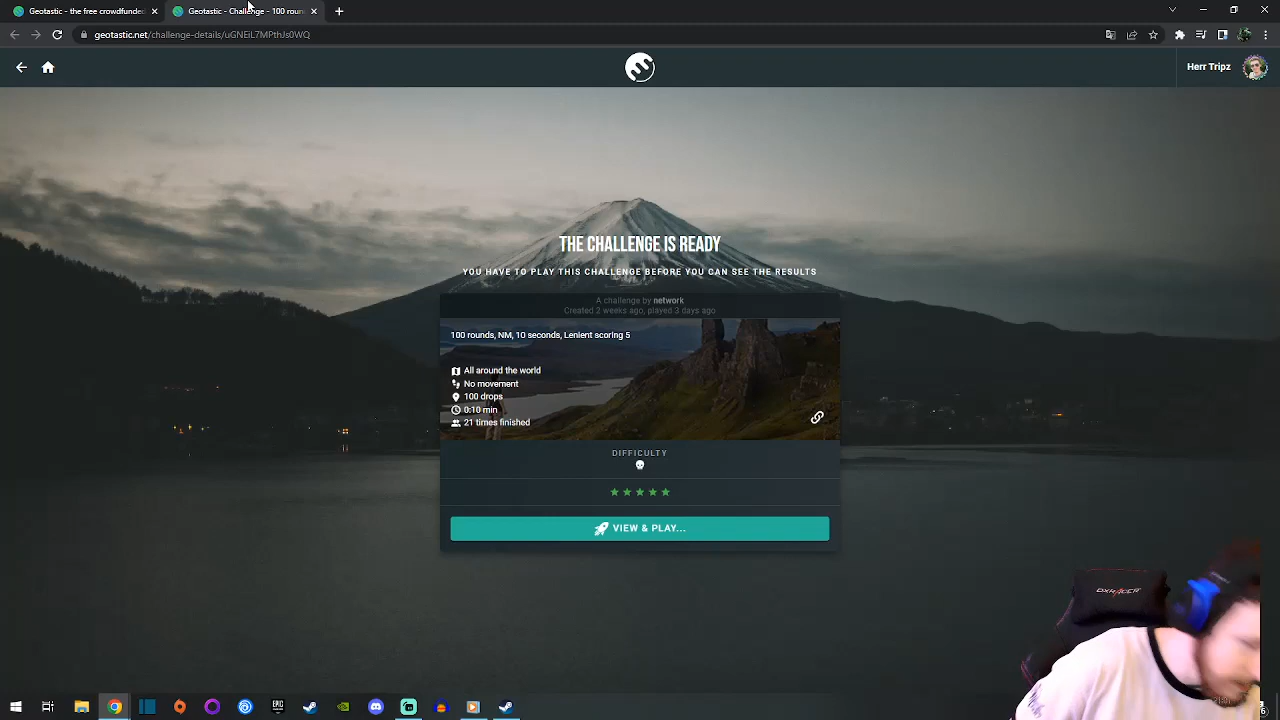 Geotastic - the free crowdfunded
Geotastic - Challenge - 100 roun
geotastic.net/challenge-details/uGNEiL7MPthJs0WQ
Herr Tripz
THE CHALLENGE IS READY
YOU HAVE TO PLAY THIS CHALLENGE BEFORE YOU CAN SEE THE RESULTS
A challenge by network
Created 2 weeks ago, played 3 days ago
100 rounds, NM, 10 seconds, Lenient scoring 5
All around the world
No movement
100 drops
0:10 min
21 times finished
DIFFICULTY
VIEW & PLAY...
DXRACER
EPIC